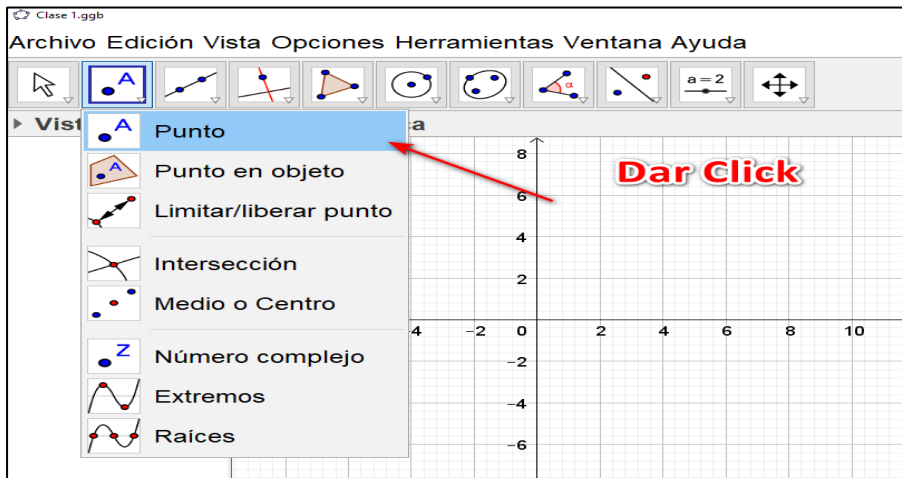 Clase 1.ggb
Archivo Edición Vista Opciones Herramientas Ventana Ayuda
A
α
a = 2
Vist
a
A Punto
Dar Click
A Punto en objeto
Limitar/liberar punto
Intersección
Medio o Centro
Z Número complejo
Extremos
Raíces
8
6
4
2
4 -2 0 2 4 6 8 10
-2
-4
-6